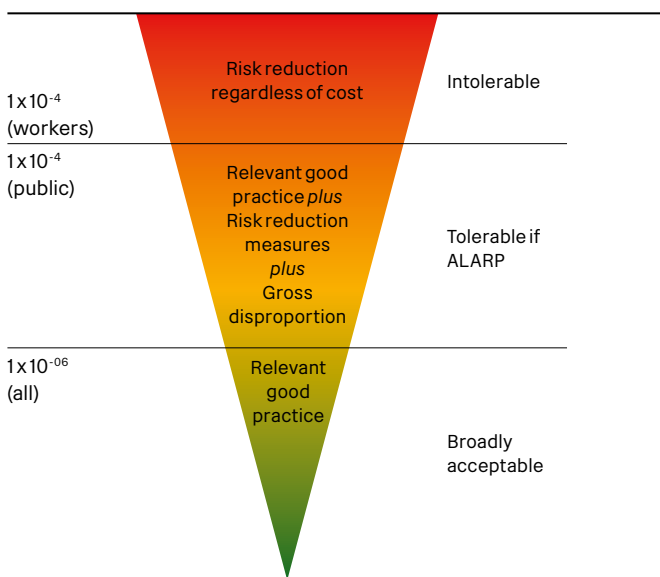 Risk reduction
regardless of cost
Intolerable
1x10⁻⁴
(workers)
1x10⁻⁴
(public)
Relevant good
practice plus
Risk reduction
measures
plus
Gross
disproportion
Tolerable if
ALARP
1x10⁻⁰⁶
(all)
Relevant
good
practice
Broadly
acceptable